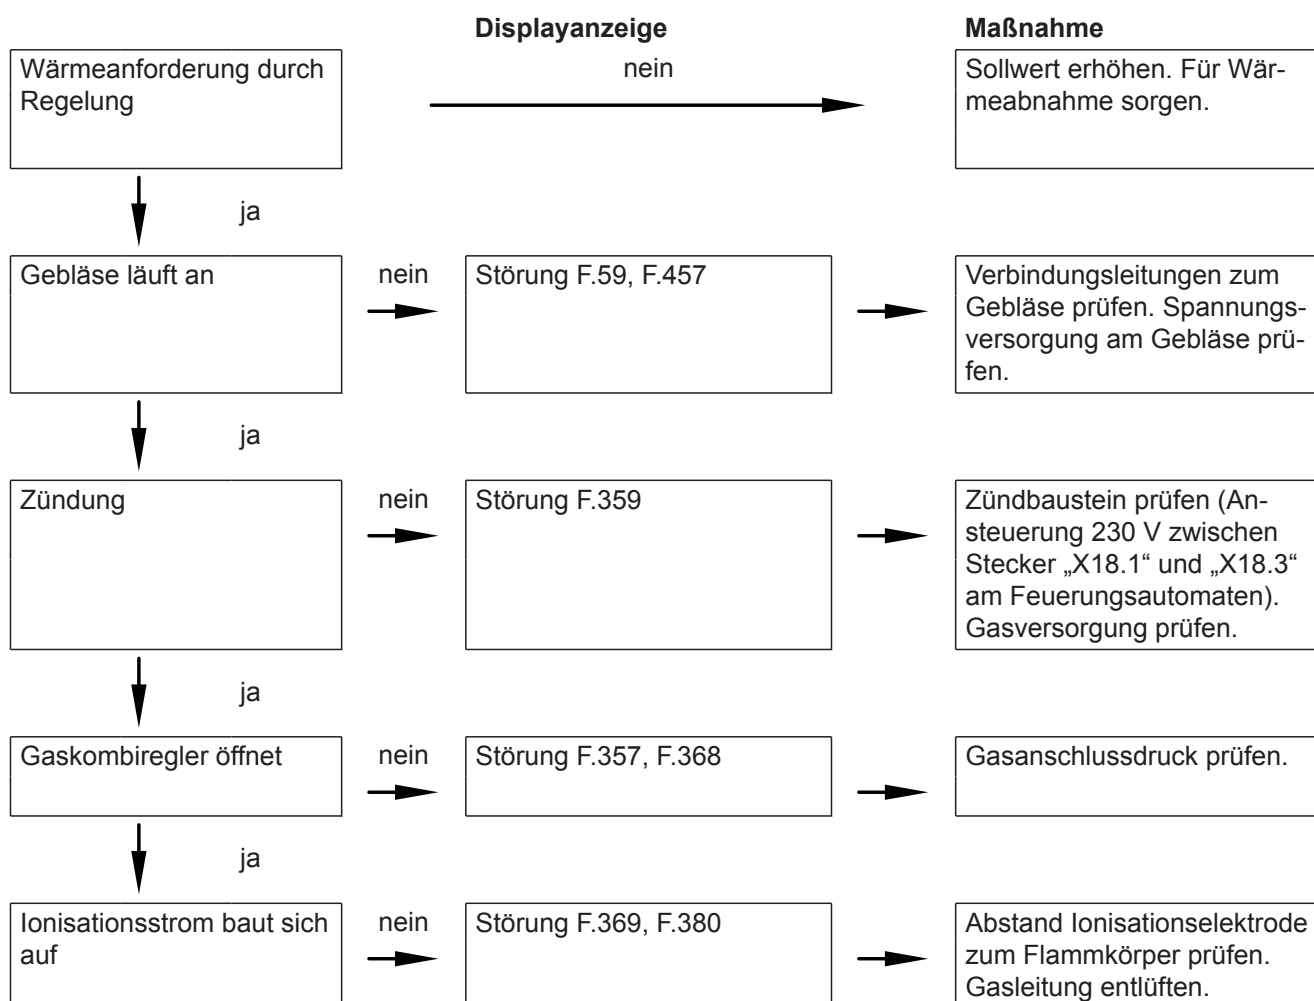 Displayanzeige
Maßnahme
Wärmeanforderung durch
Regelung
nein
Sollwert erhöhen. Für Wär-
meabnahme sorgen.
ja
Gebläse läuft an
nein
Störung F.59, F.457
Verbindungsleitungen zum
Gebläse prüfen. Spannungs-
versorgung am Gebläse prü-
fen.
ja
Zündung
nein
Störung F.359
Zündbaustein prüfen (An-
steuerung 230 V zwischen
Stecker „X18.1“ und „X18.3“
am Feuerungsautomaten).
Gasversorgung prüfen.
ja
Gaskombiregler öffnet
nein
Störung F.357, F.368
Gasanschlussdruck prüfen.
ja
Ionisationsstrom baut sich
auf
nein
Störung F.369, F.380
Abstand Ionisationselektrode
zum Flammkörper prüfen.
Gasleitung entlüften.